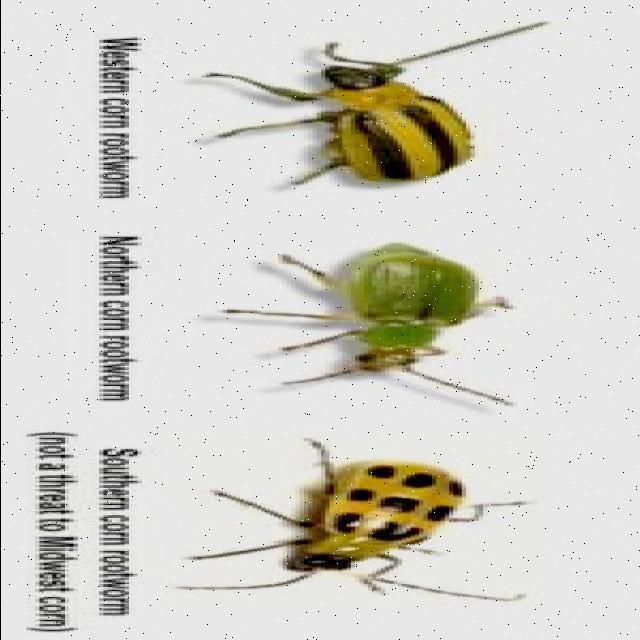 Western corn rootworm
Northern corn rootworm
Southern corn rootworm
(not a threat to Midwest corn)